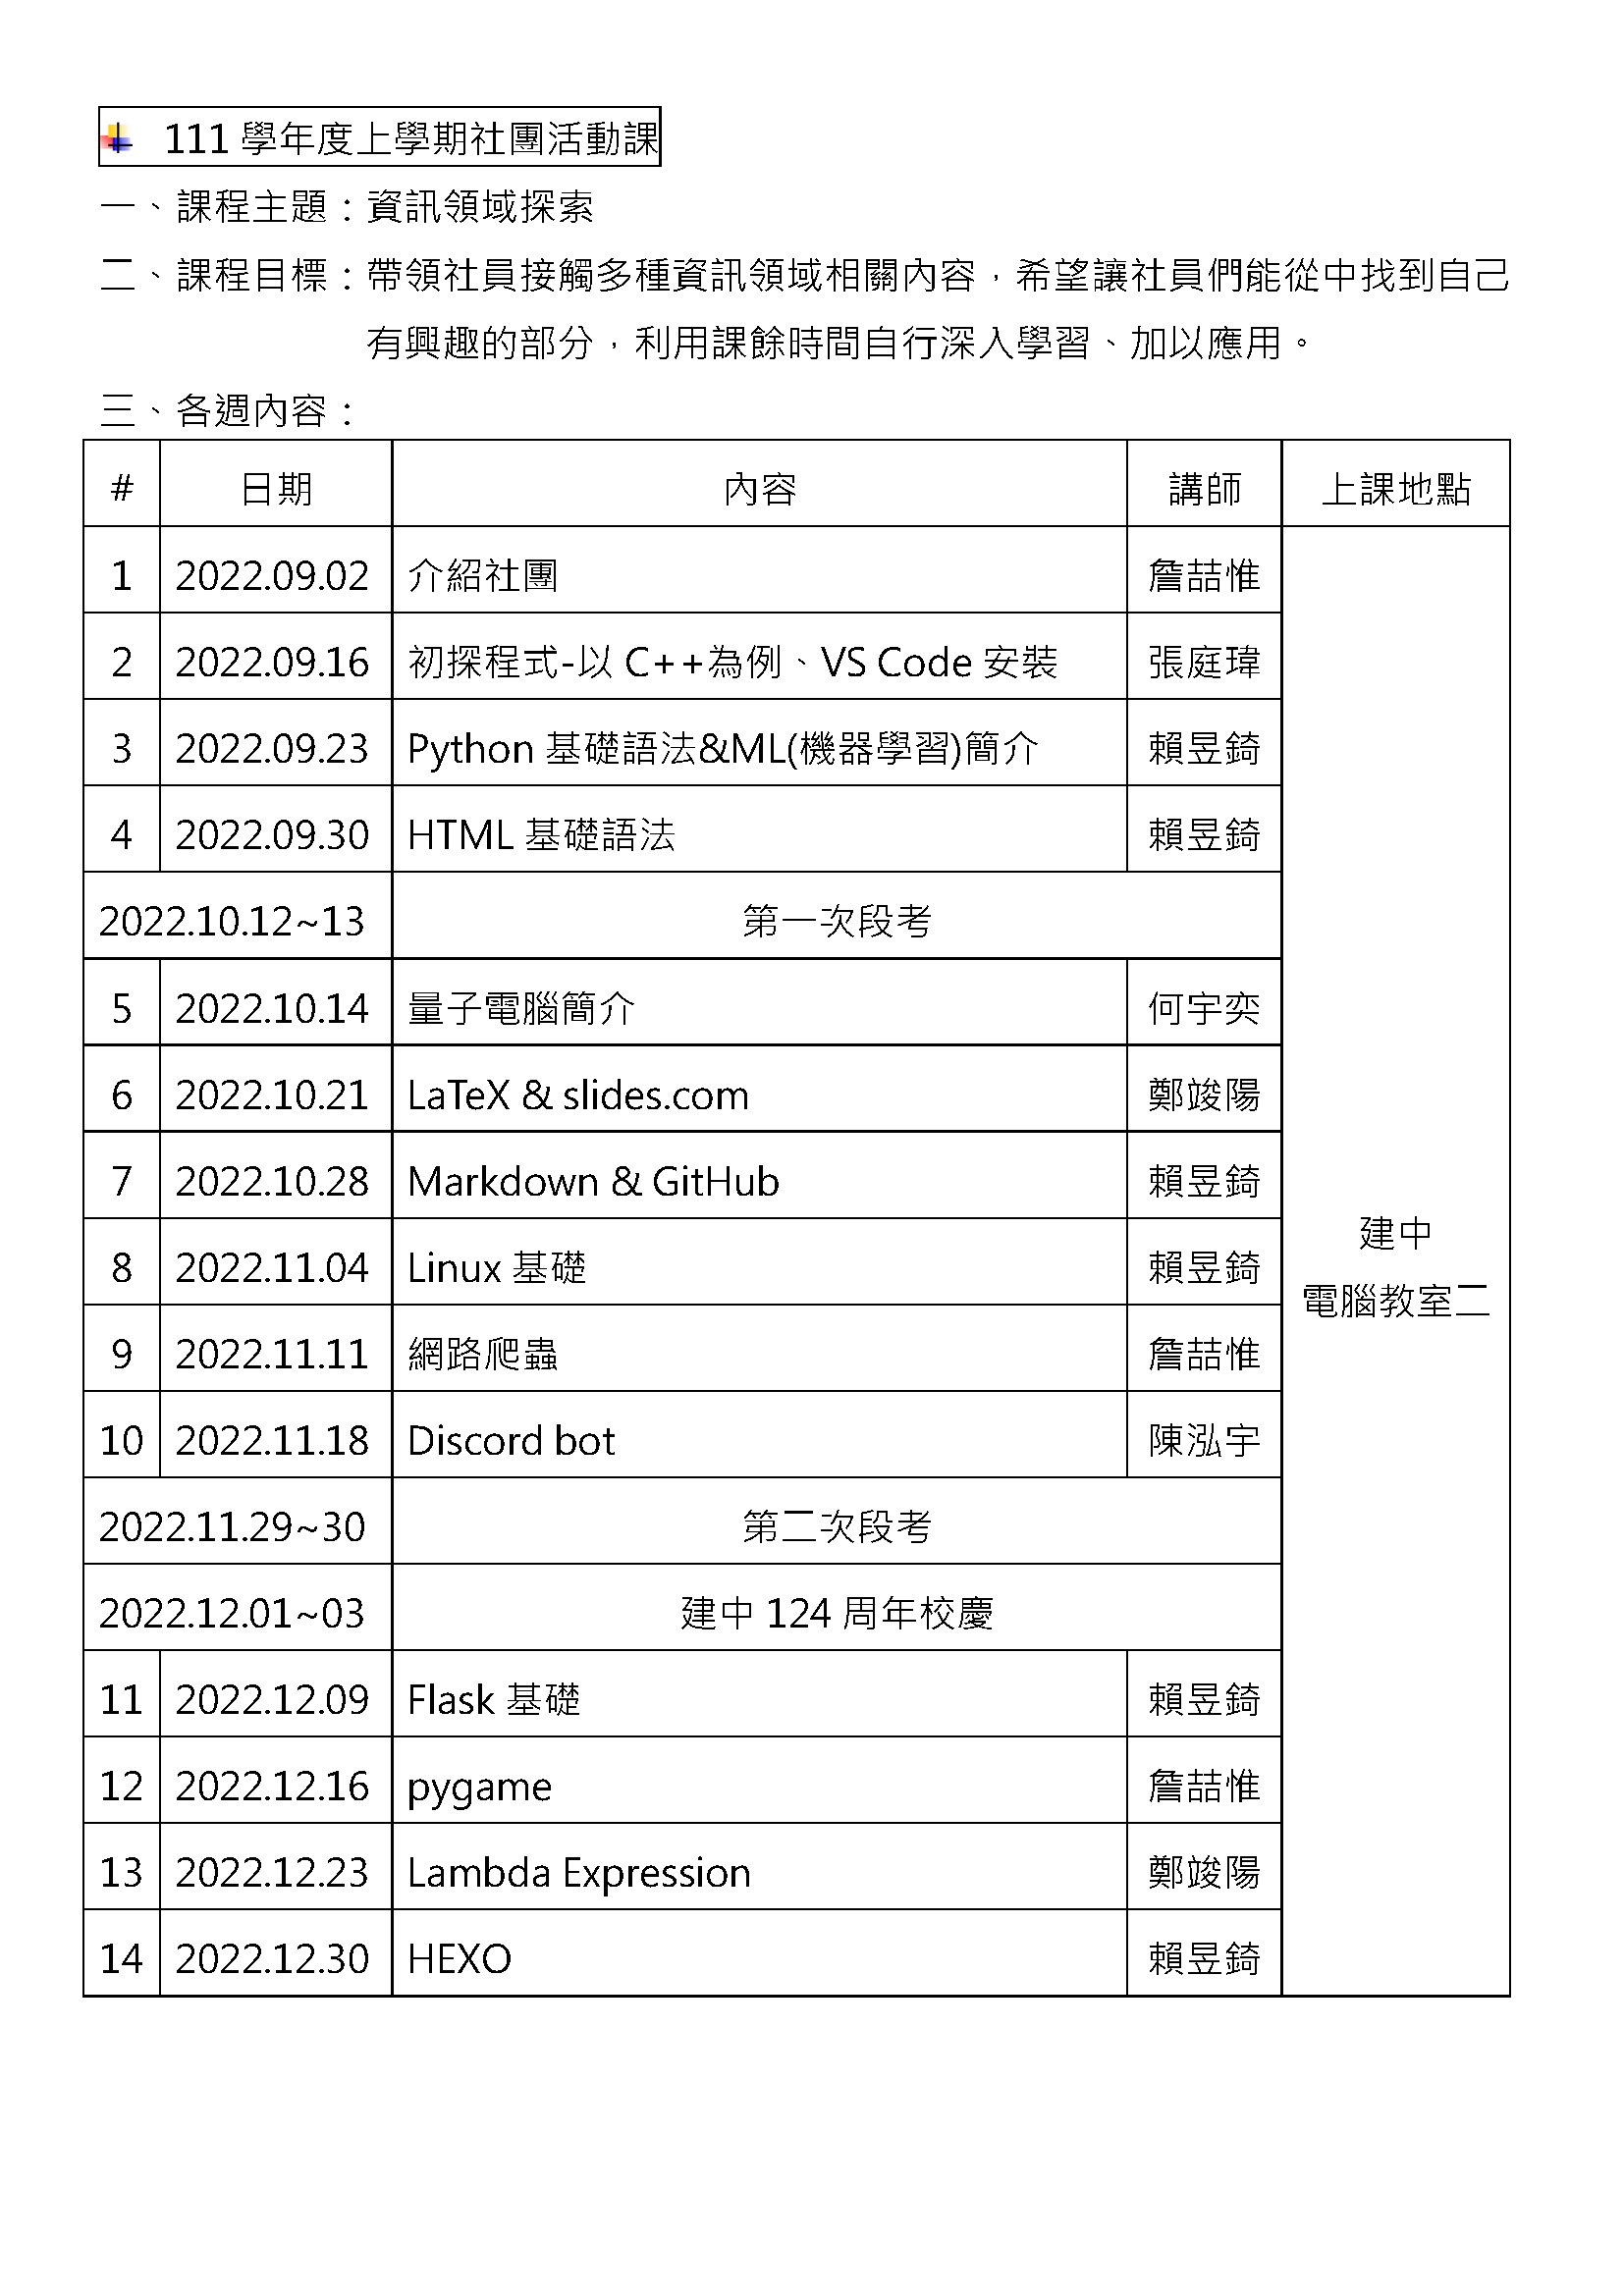 111 學年度上學期社團活動課
一、課程主題：資訊領域探索
二、課程目標：帶領社員接觸多種資訊領域相關內容，希望讓社員們能從中找到自己
有興趣的部分，利用課餘時間自行深入學習、加以應用。
三、各週內容：
# 日期 內容 講師 上課地點
1 2022.09.02 介紹社團 詹喆惟
2 2022.09.16 初探程式-以 C++為例、VS Code 安裝 張庭瑋
3 2022.09.23 Python 基礎語法&ML(機器學習)簡介 賴昱錡
4 2022.09.30 HTML 基礎語法 賴昱錡
2022.10.12~13 第一次段考
5 2022.10.14 量子電腦簡介 何宇奕
6 2022.10.21 LaTeX & slides.com 鄭竣陽
7 2022.10.28 Markdown & GitHub 賴昱錡
建中
8 2022.11.04 Linux 基礎 賴昱錡
電腦教室二
9 2022.11.11 網路爬蟲 詹喆惟
10 2022.11.18 Discord bot 陳泓宇
2022.11.29~30 第二次段考
2022.12.01~03 建中 124 周年校慶
11 2022.12.09 Flask 基礎 賴昱錡
12 2022.12.16 pygame 詹喆惟
13 2022.12.23 Lambda Expression 鄭竣陽
14 2022.12.30 HEXO 賴昱錡